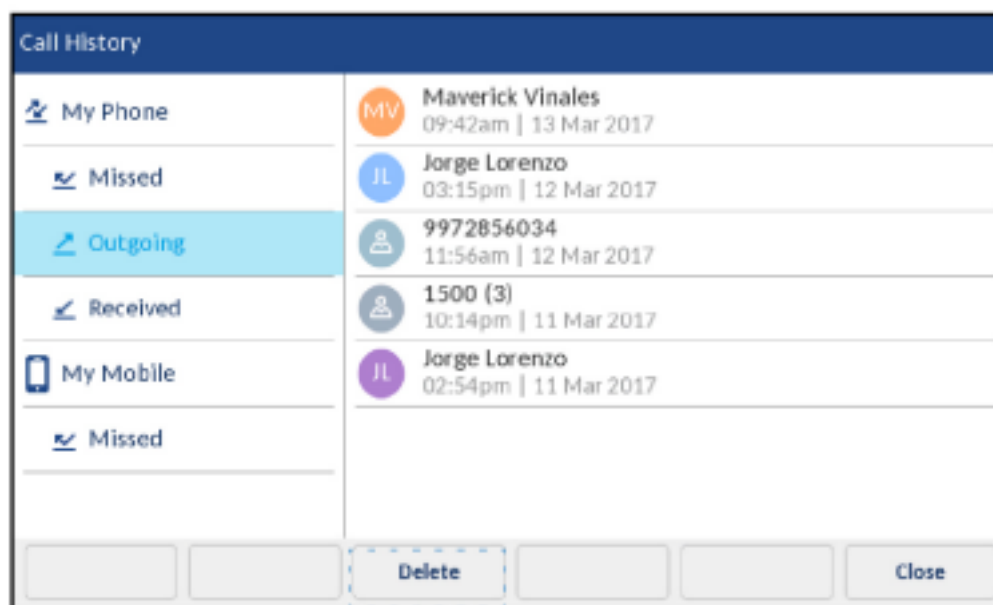 Call History
My Phone
Missed
Outgoing
Received
My Mobile
Missed
MV
Maverick Vinales
09:42am | 13 Mar 2017
JL
Jorge Lorenzo
03:15pm | 12 Mar 2017
9972856034
11:56am | 12 Mar 2017
1500 (3)
10:14pm | 11 Mar 2017
JL
Jorge Lorenzo
02:54pm | 11 Mar 2017
Delete
Close